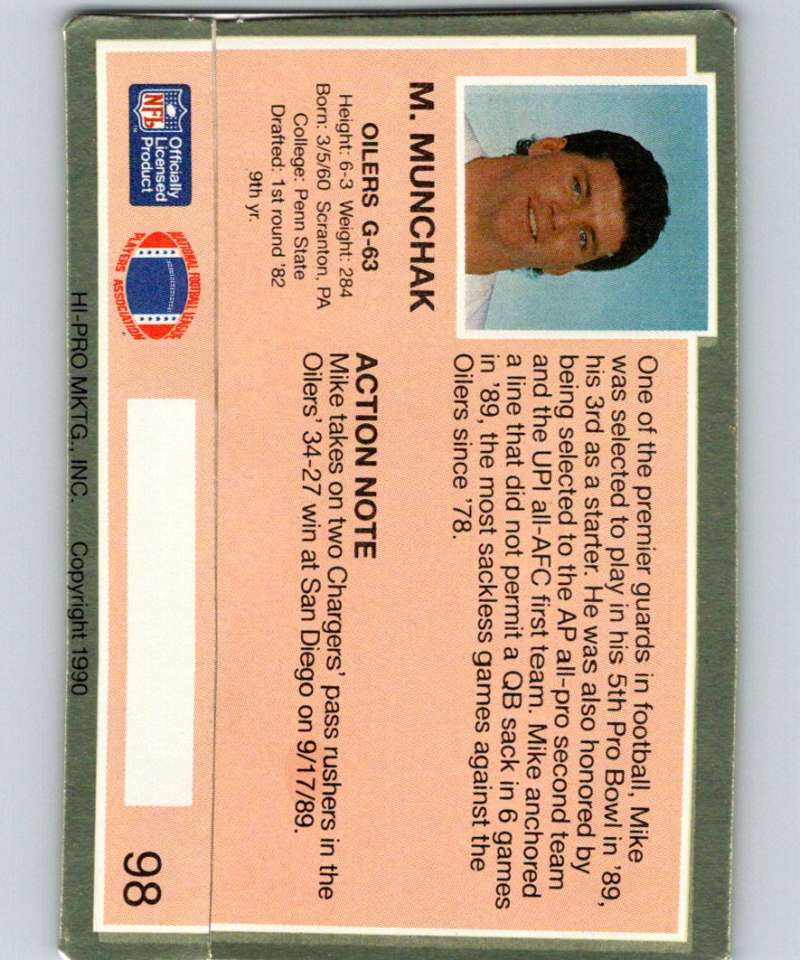 One of the premier guards in football, Mike
was selected to play in his 5th Pro Bowl in '89,
his 3rd as a starter. He was also honored by
being selected to the AP all-pro second team
and the UPI all-AFC first team. Mike anchored
a line that did not permit a QB sack in 6 games
in '89, the most sackless games against the
Oilers since '78.
M. MUNCHAK
OILERS G-63
Height: 6-3 Weight: 284
Born: 3/5/60 Scranton, PA
College: Penn State
Drafted: 1st round '82
9th yr.
ACTION NOTE
Mike takes on two Chargers' pass rushers in the
Oilers' 34-27 win at San Diego on 9/17/89.
NFL
Officially
Licensed
Product
NATIONAL FOOTBALL LEAGUE
PLAYERS ASSOCIATION
98
HI-PRO MKTG., INC. Copyright 1990